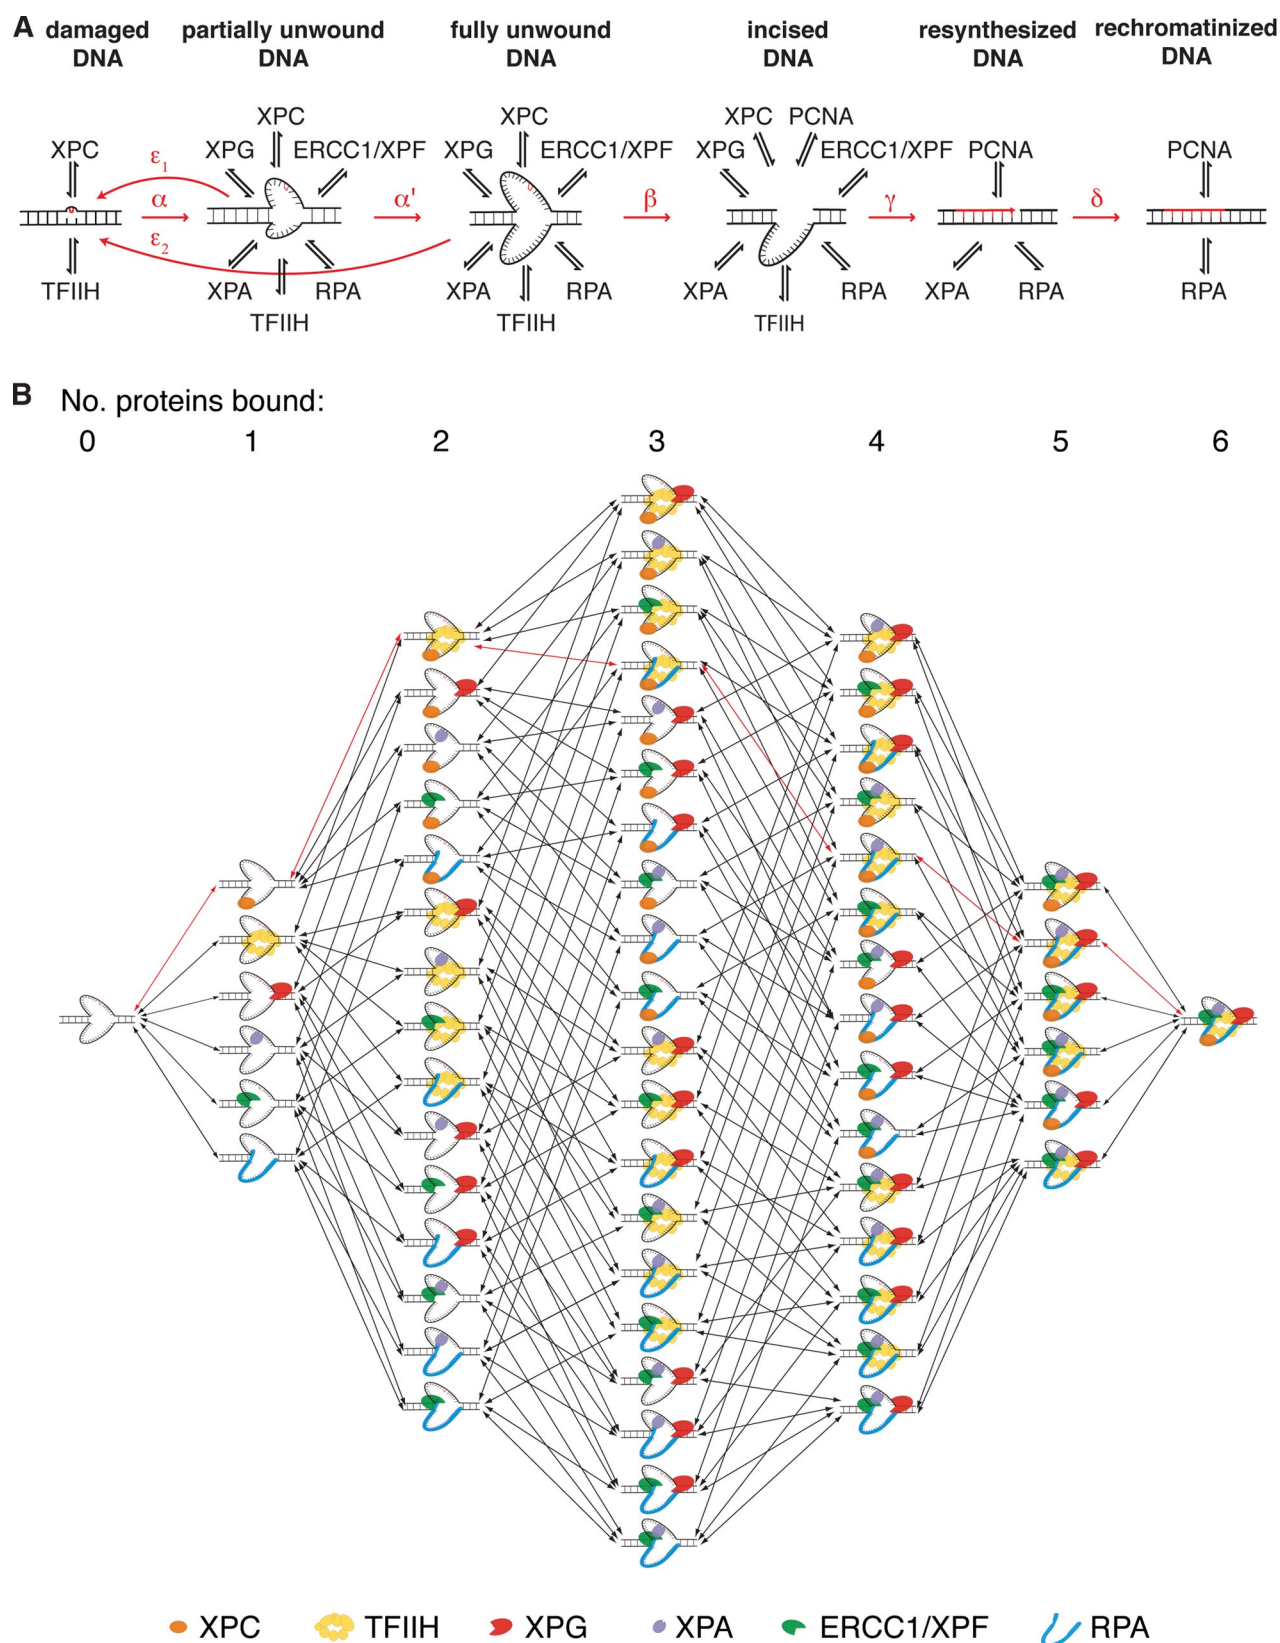 A damaged partially unwound fully unwound incised resynthesized rechromatinized
DNA DNA DNA DNA DNA DNA
XPC XPC XPC PCNA
XPC XPG ERCC1/XPF XPG ERCC1/XPF XPG ERCC1/XPF PCNA PCNA
ε1
α α' β γ δ
ε2
TFIIH XPA RPA XPA RPA XPA RPA XPA RPA RPA
TFIIH TFIIH TFIIH
B No. proteins bound:
0 1 2 3 4 5 6
XPC TFIIH XPG XPA ERCC1/XPF RPA